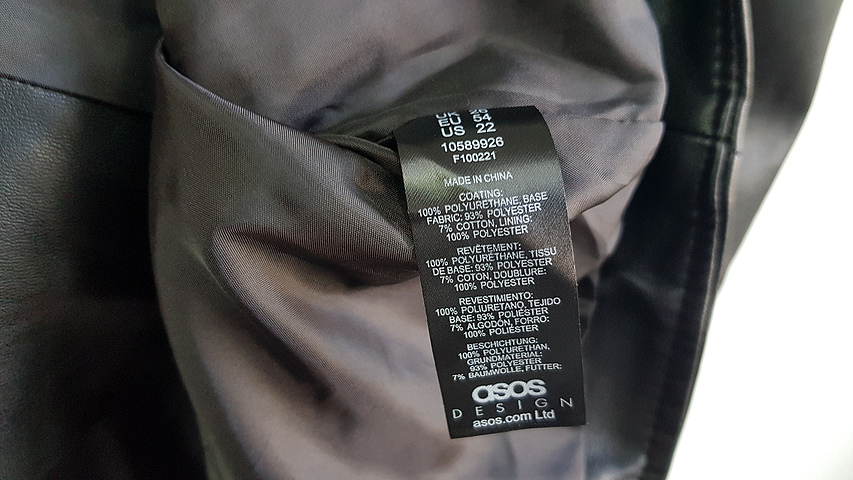 UK 26
EU 54
US 22
10589926
F100221
MADE IN CHINA
COATING:
100% POLYURETHANE, BASE
FABRIC: 93% POLYESTER
7% COTTON, LINING:
100% POLYESTER
REVÊTEMENT:
100% POLYURÉTHANE, TISSU
DE BASE: 93% POLYESTER
7% COTON, DOUBLURE:
100% POLYESTER
REVESTIMIENTO:
100% POLIURETANO, TEJIDO
BASE: 93% POLIÉSTER
7% ALGODÓN, FORRO:
100% POLIÉSTER
BESCHICHTUNG:
100% POLYURETHAN,
GRUNDMATERIAL:
93% POLYESTER
7% BAUMWOLLE, FUTTER:
asos
DESIGN
asos.com Ltd